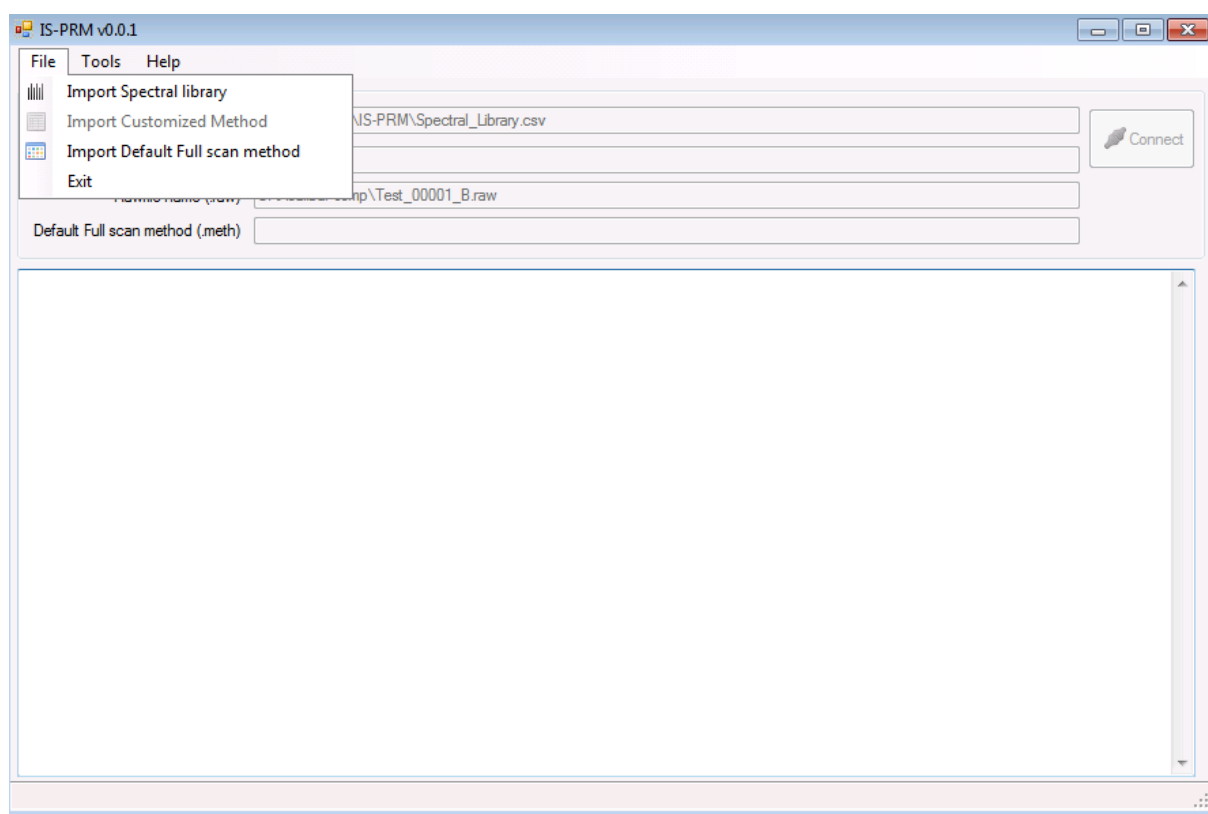 IS-PRM v0.0.1
File Tools Help
Import Spectral library
Import Customized Method
Import Default Full scan method
Exit
\IS-PRM\Spectral_Library.csv
Connect
mp\Test_00001_B.raw
Default Full scan method (.meth)